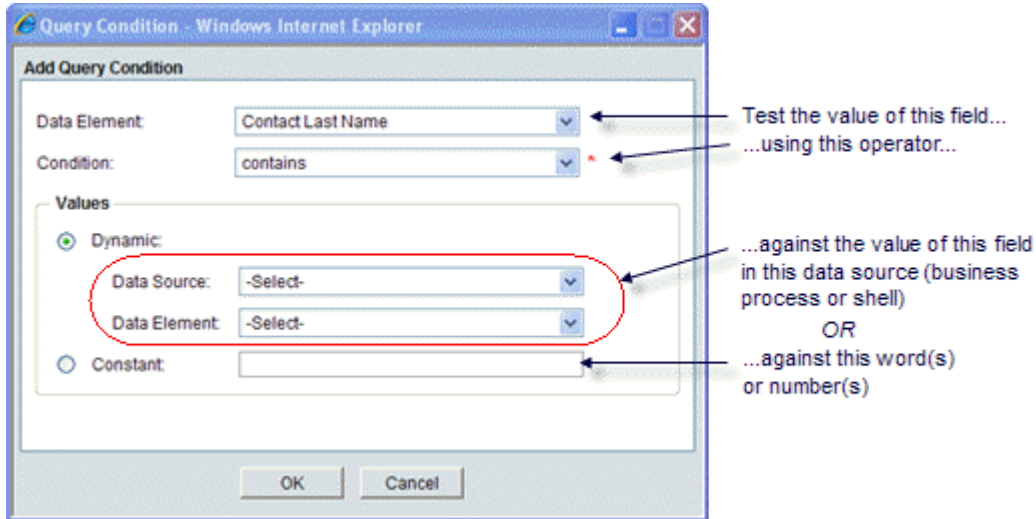 Query Condition - Windows Internet Explorer
Add Query Condition
Data Element:
Contact Last Name
Test the value of this field...
Condition:
contains
*
...using this operator...
Values
Dynamic:
Data Source:
-Select-
...against the value of this field
in this data source (business
process or shell)
Data Element:
-Select-
OR
Constant:
...against this word(s)
or number(s)
OK
Cancel